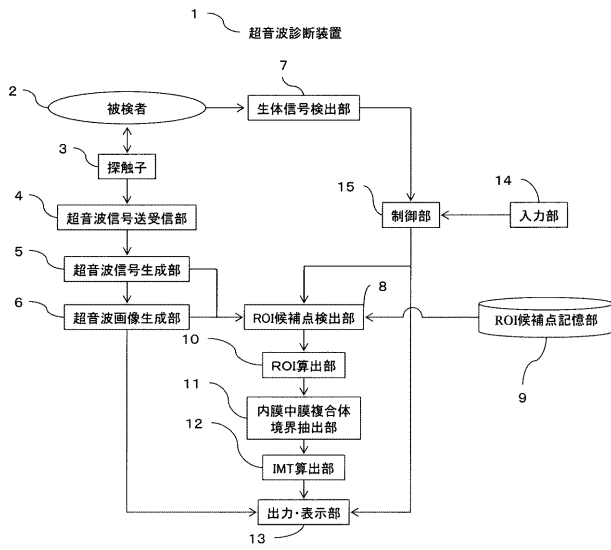 1
超音波診断装置
7
2
被検者
生体信号検出部
3
探触子
4
超音波信号送受信部
15
制御部
14
入力部
5
超音波信号生成部
6
超音波画像生成部
8
ROI候補点検出部
ROI候補点記憶部
9
10
ROI算出部
11
内膜中膜複合体
境界抽出部
12
IMT算出部
出力・表示部
13